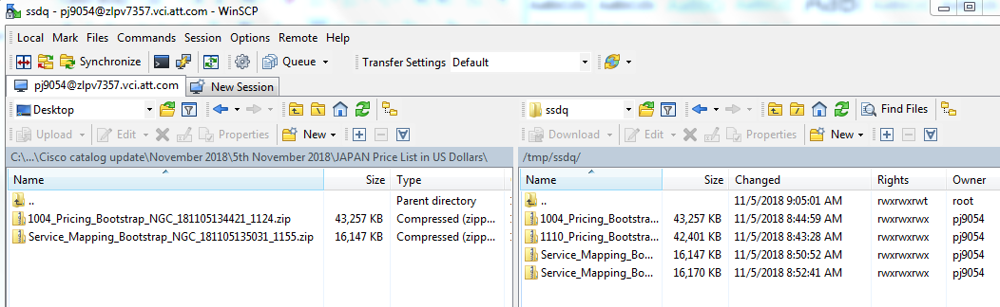 ssdq - pj9054@zlpv7357.vci.att.com - WinSCP
Local Mark Files Commands Session Options Remote Help
Synchronize Queue Transfer Settings Default
pj9054@zlpv7357.vci.att.com New Session
Desktop ssdq Find Files
Upload Edit Properties New Download Edit Properties New
C:\...\Cisco catalog update\November 2018\5th November 2018\JAPAN Price List in US Dollars\ /tmp/ssdq/
Name Size Type Name Size Changed Rights Owner
.. Parent directory .. 11/5/2018 9:05:01 AM rwxrwxrwt root
1004_Pricing_Bootstrap_NGC_181105134421_1124.zip 43,257 KB Compressed (zipp... 1004_Pricing_Bootstra... 43,257 KB 11/5/2018 8:44:59 AM rwxrwxrwx pj9054
Service_Mapping_Bootstrap_NGC_181105135031_1155.zip 16,147 KB Compressed (zipp... 1110_Pricing_Bootstra... 42,401 KB 11/5/2018 8:43:28 AM rwxrwxrwx pj9054
Service_Mapping_Bo... 16,147 KB 11/5/2018 8:50:52 AM rwxrwxrwx pj9054
Service_Mapping_Bo... 16,170 KB 11/5/2018 8:52:41 AM rwxrwxrwx pj9054